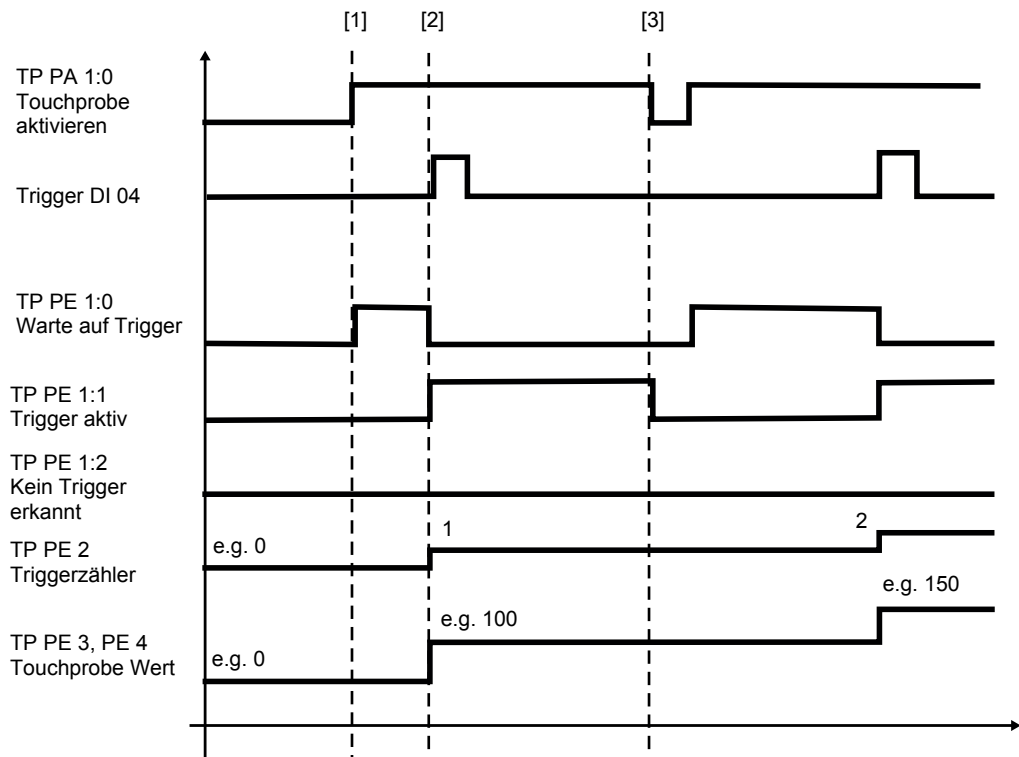 [1]
[2]
[3]
TP PA 1:0
Touchprobe
aktivieren
Trigger DI 04
TP PE 1:0
Warte auf Trigger
TP PE 1:1
Trigger aktiv
TP PE 1:2
Kein Trigger
erkannt
TP PE 2
Triggerzähler
e.g. 0
1
2
TP PE 3, PE 4
Touchprobe Wert
e.g. 0
e.g. 100
e.g. 150